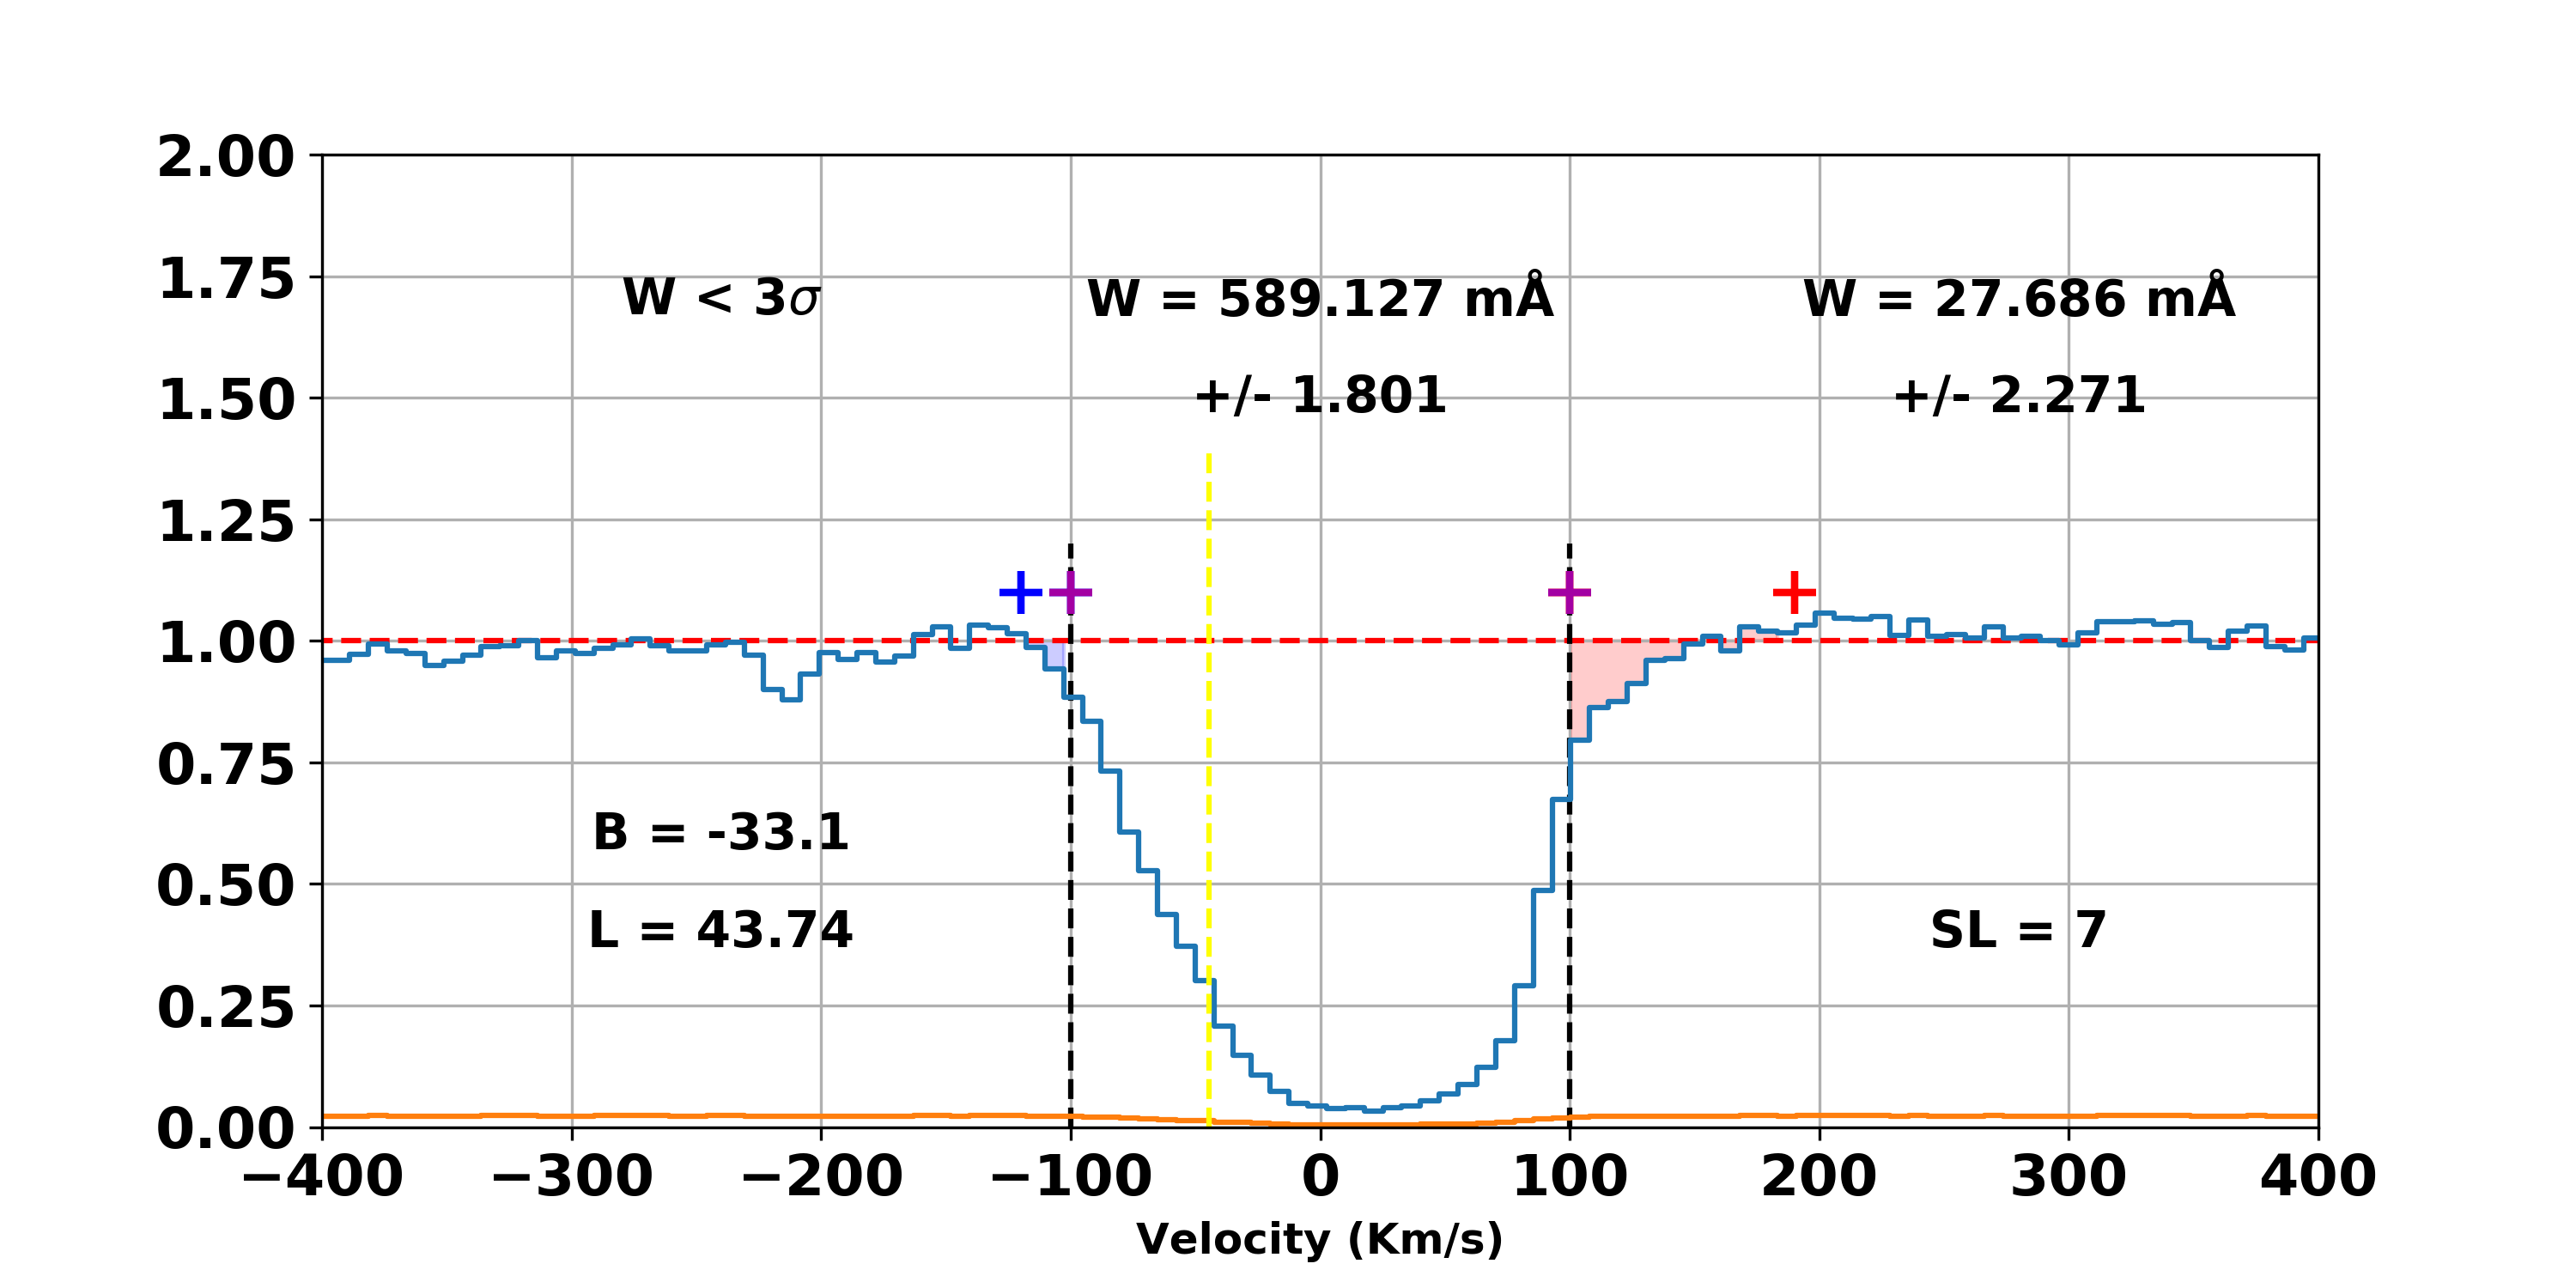 2.00
1.75
1.50
1.25
1.00
0.75
0.50
0.25
0.00
W < 3σ
W = 589.127 mÅ
+/- 1.801
W = 27.686 mÅ
+/- 2.271
B = -33.1
L = 43.74
SL = 7
−400 −300 −200 −100 0 100 200 300 400
Velocity (Km/s)